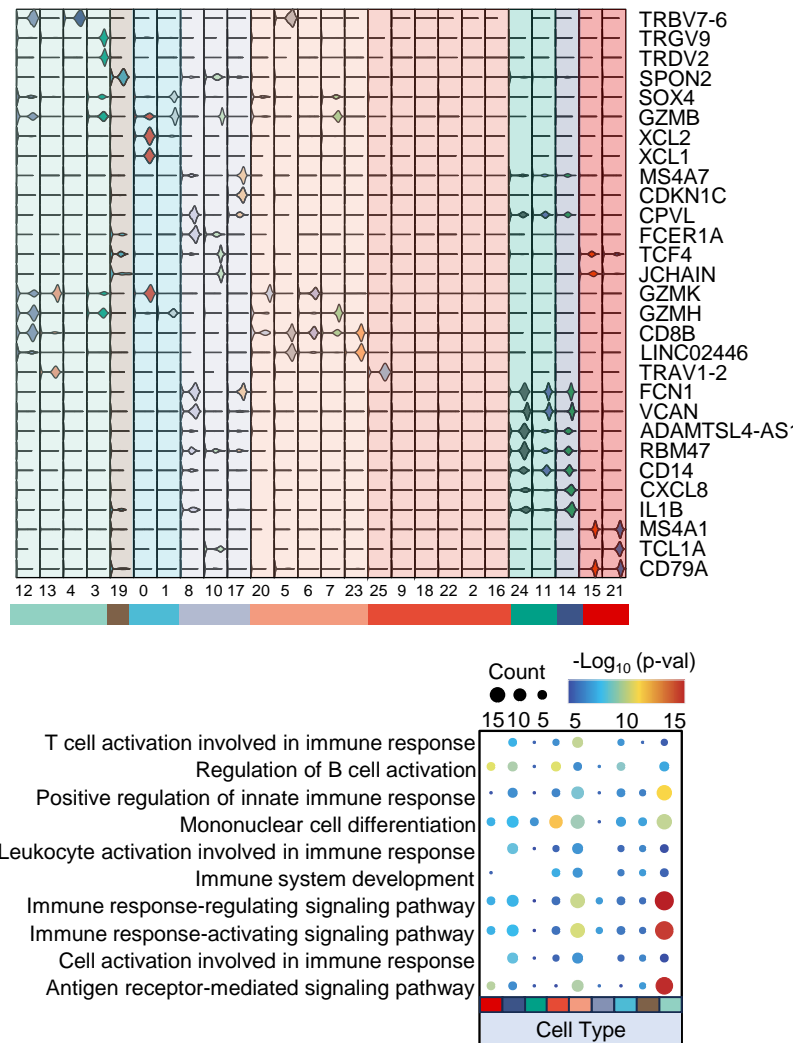 TRBV7-6
TRGV9
TRDV2
SPON2
SOX4
GZMB
XCL2
XCL1
MS4A7
CDKN1C
CPVL
FCER1A
TCF4
JCHAIN
GZMK
GZMH
CD8B
LINC02446
TRAV1-2
FCN1
VCAN
ADAMTSL4-AS1
RBM47
CD14
CXCL8
IL1B
MS4A1
TCL1A
CD79A
12 13 4 3 19 0 1 8 10 17 20 5 6 7 23 25 9 18 22 2 16 24 11 14 15 21
Count -Log10 (p-val)
15 10 5 5 10 15
T cell activation involved in immune response
Regulation of B cell activation
Positive regulation of innate immune response
Mononuclear cell differentiation
Leukocyte activation involved in immune response
Immune system development
Immune response-regulating signaling pathway
Immune response-activating signaling pathway
Cell activation involved in immune response
Antigen receptor-mediated signaling pathway
Cell Type